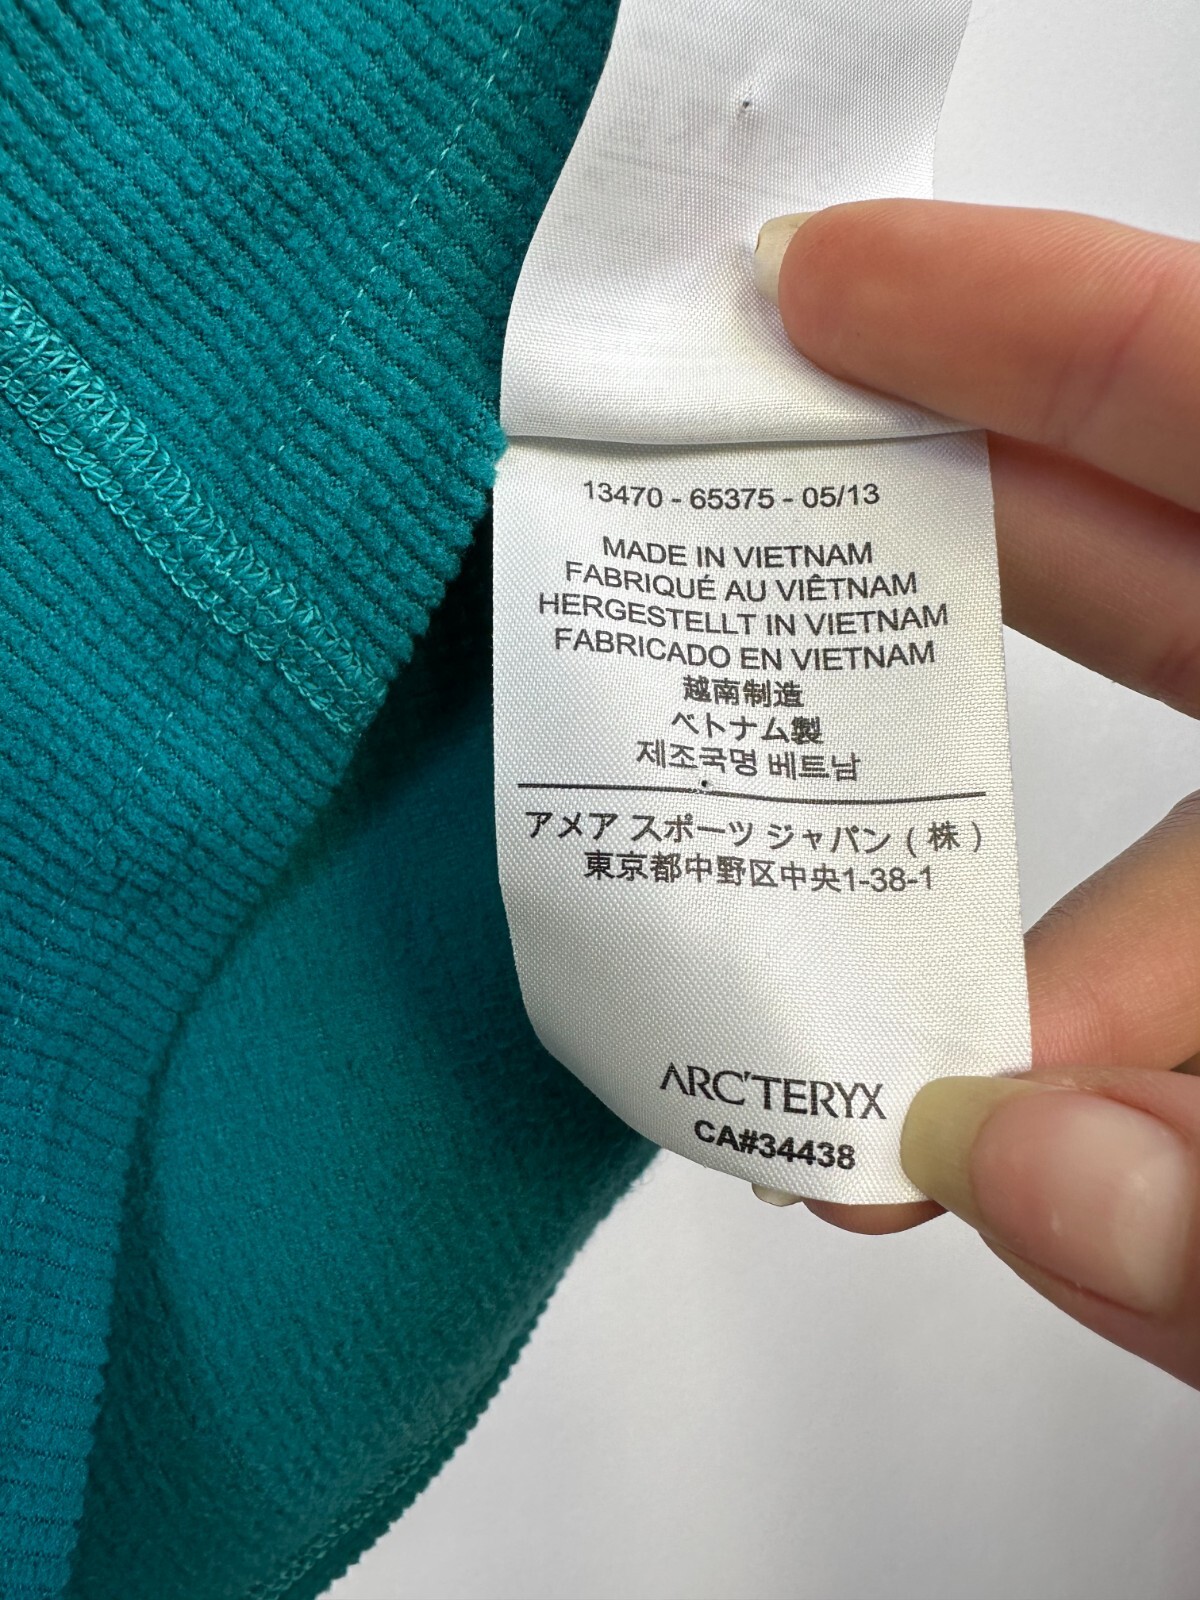 13470 - 65375 - 05/13
MADE IN VIETNAM
FABRIQUÉ AU VIÊTNAM
HERGESTELLT IN VIETNAM
FABRICADO EN VIETNAM
越南制造
ベトナム製
제조국명 베트남
アメア スポーツ ジャパン ( 株 )
東京都中野区中央1-38-1
ARC'TERYX
CA#34438